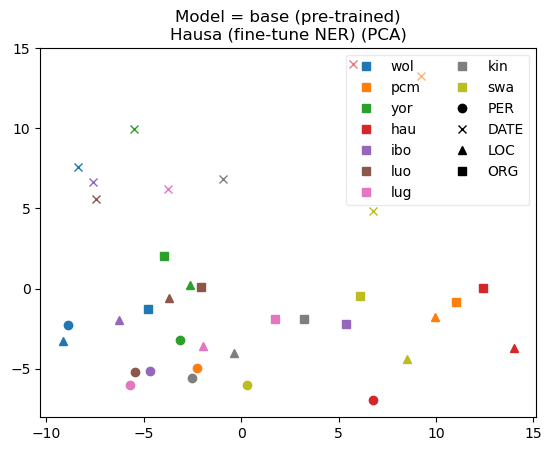 Model = base (pre-trained)
Hausa (fine-tune NER) (PCA)
15
10
5
0
−5
−10
−5
0
5
10
15
wol
pcm
yor
hau
ibo
luo
lug
kin
swa
PER
DATE
LOC
ORG